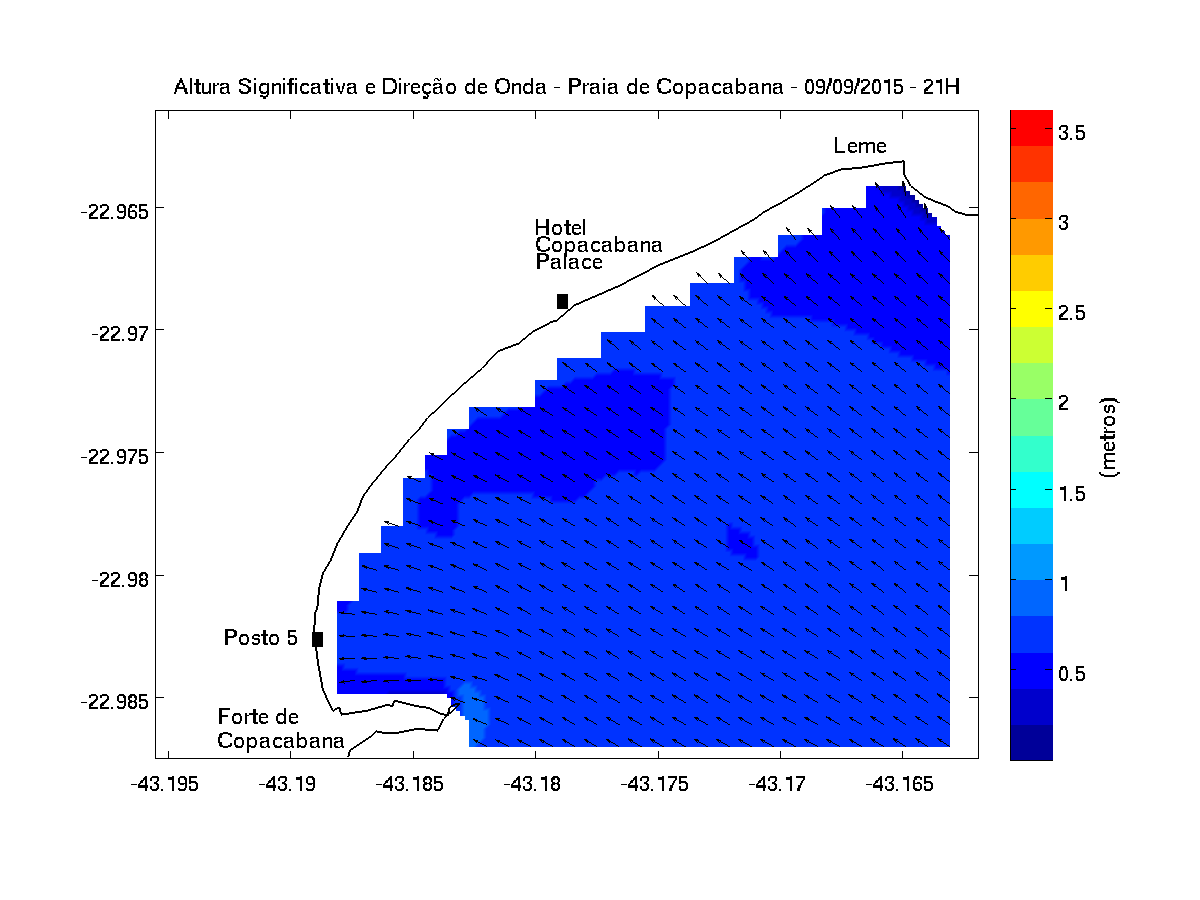 Altura Significativa e Direção de Onda - Praia de Copacabana - 09/09/2015 - 21H
Leme
Hotel
Copacabana
Palace
Posto 5
Forte de
Copacabana
-22.965
-22.97
-22.975
-22.98
-22.985
-43.195
-43.19
-43.185
-43.18
-43.175
-43.17
-43.165
3.5
3
2.5
2
1.5
1
0.5
(metros)